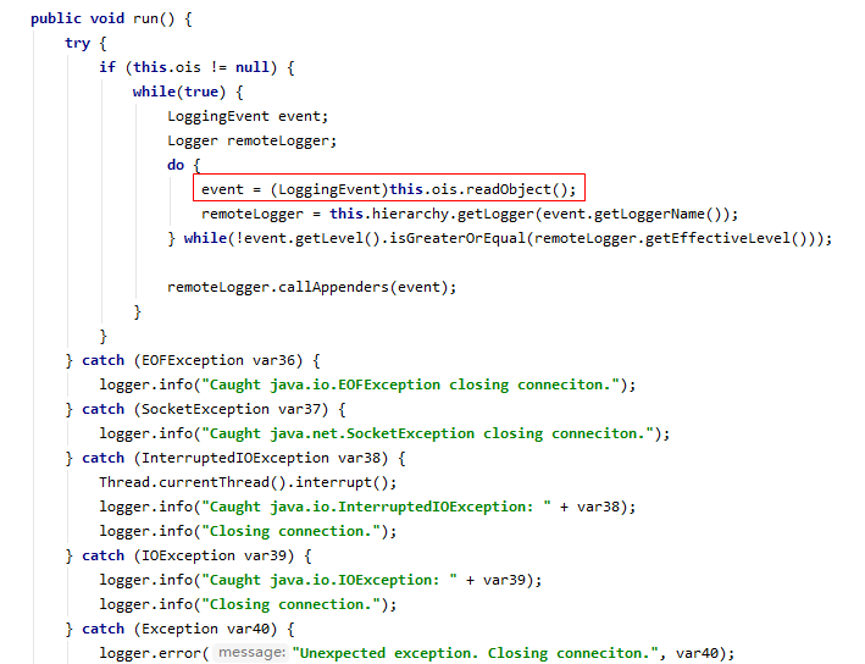 public void run() {
try {
if (this.ois != null) {
while(true) {
LoggingEvent event;
Logger remoteLogger;
do {
event = (LoggingEvent)this.ois.readObject();
remoteLogger = this.hierarchy.getLogger(event.getLoggerName());
} while(!event.getLevel().isGreaterOrEqual(remoteLogger.getEffectiveLevel()));
remoteLogger.callAppenders(event);
}
}
} catch (EOFException var36) {
logger.info("Caught java.io.EOFException closing conneciton.");
} catch (SocketException var37) {
logger.info("Caught java.net.SocketException closing conneciton.");
} catch (InterruptedIOException var38) {
Thread.currentThread().interrupt();
logger.info("Caught java.io.InterruptedIOException: " + var38);
logger.info("Closing connection.");
} catch (IOException var39) {
logger.info("Caught java.io.IOException: " + var39);
logger.info("Closing connection.");
} catch (Exception var40) {
logger.error( message: "Unexpected exception. Closing conneciton.", var40);